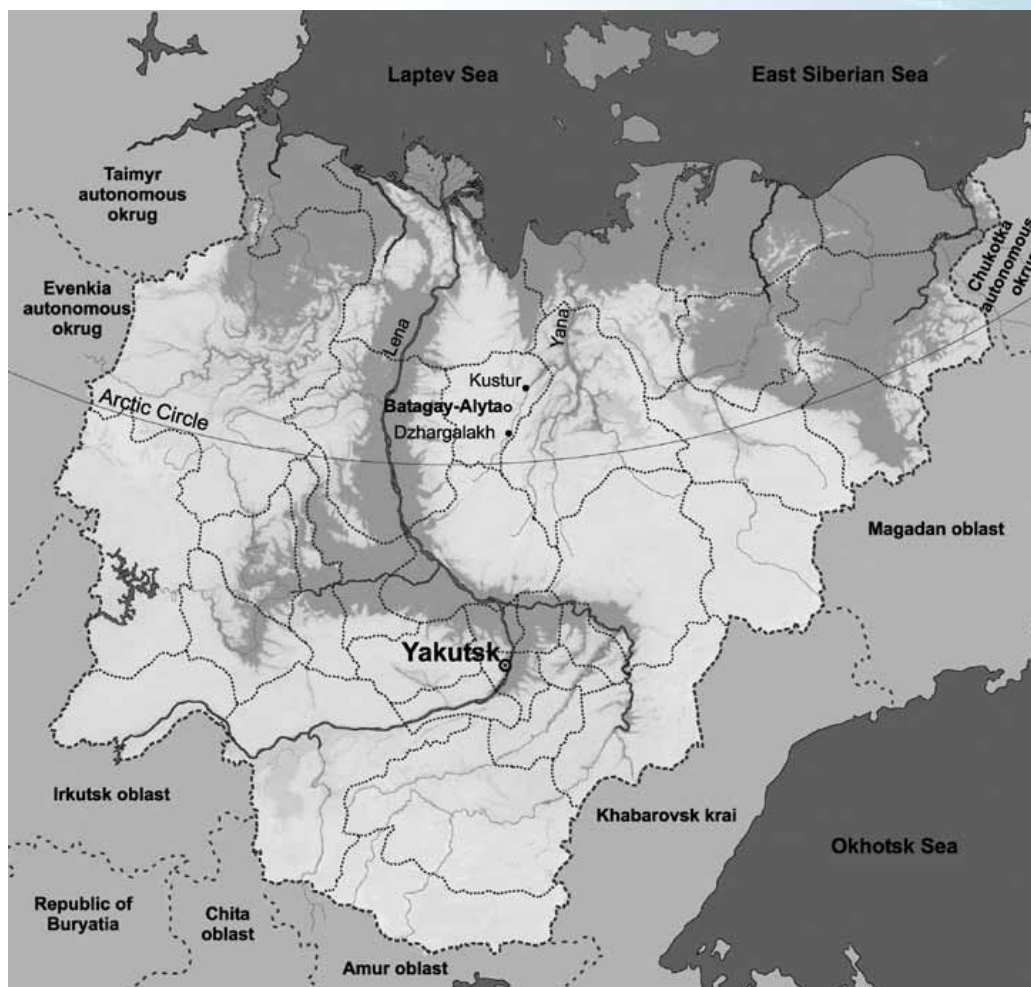 Laptev Sea
East Siberian Sea
Taimyr
autonomous
okrug
Chukotka
autonomous
okrug
Evenkia
autonomous
okrug
Lena
Yana
Kustur
Batagay-Alyta
Dzhargalakh
Arctic Circle
Magadan oblast
Yakutsk
Irkutsk oblast
Khabarovsk krai
Okhotsk Sea
Republic of
Buryatia
Chita
oblast
Amur oblast